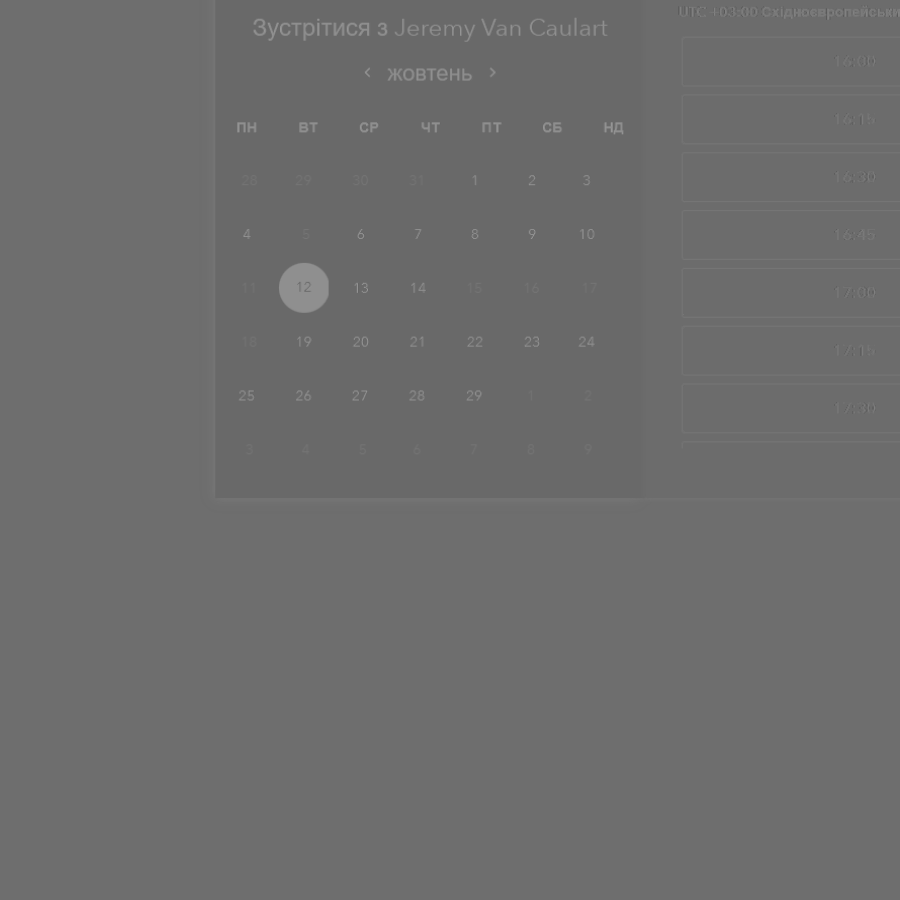 Зустрітися з Jeremy Van Caulart
жовтень
ПН ВТ СР ЧТ ПТ СБ НД
28 29 30 31 1 2 3
4 5 6 7 8 9 10
11 12 13 14 15 16 17
18 19 20 21 22 23 24
25 26 27 28 29 1 2
3 4 5 6 7 8 9
UTC +03:00 Східноєвропейськи
16:00
16:15
16:30
16:45
17:00
17:15
17:30